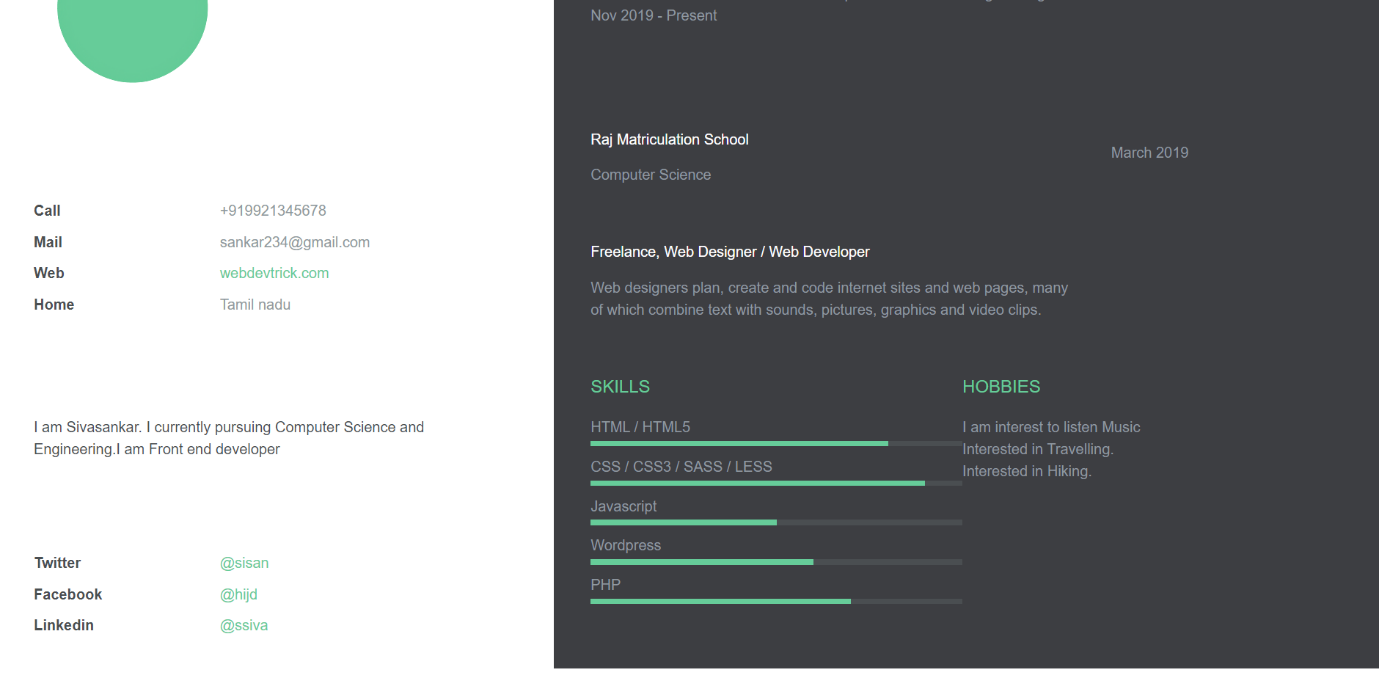 Call +919921345678
Mail sankar234@gmail.com
Web webdevtrick.com
Home Tamil nadu
I am Sivasankar. I currently pursuing Computer Science and
Engineering.I am Front end developer
Twitter @sisan
Facebook @hijd
Linkedin @ssiva
Nov 2019 - Present
Raj Matriculation School
March 2019
Computer Science
Freelance, Web Designer / Web Developer
Web designers plan, create and code internet sites and web pages, many
of which combine text with sounds, pictures, graphics and video clips.
SKILLS
HTML / HTML5
CSS / CSS3 / SASS / LESS
Javascript
Wordpress
PHP
HOBBIES
I am interest to listen Music
Interested in Travelling.
Interested in Hiking.